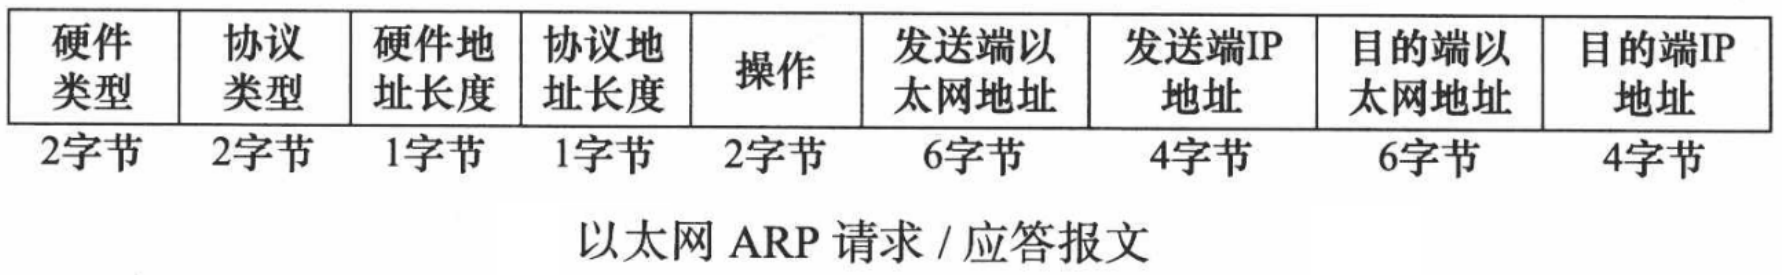 硬件类型 协议类型 硬件地址长度 协议地址长度 操作 发送端以太网地址 发送端IP地址 目的端以太网地址 目的端IP地址
2字节 2字节 1字节 1字节 2字节 6字节 4字节 6字节 4字节
以太网 ARP 请求 / 应答报文